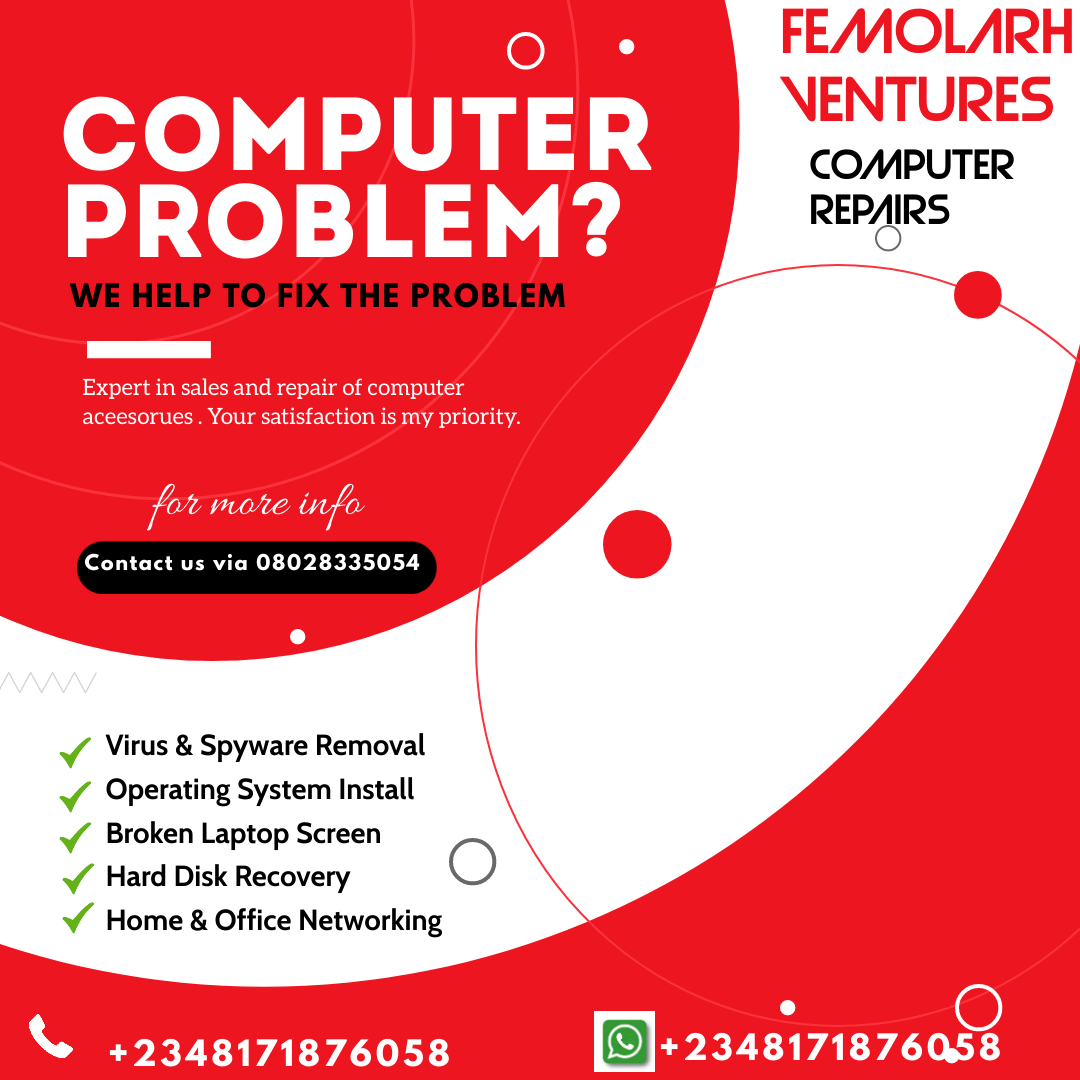 FEMOLARH
VENTURES
COMPUTER
REPAIRS
COMPUTER
PROBLEM?
WE HELP TO FIX THE PROBLEM
Expert in sales and repair of computer
aceesorues . Your satisfaction is my priority.
for more info
Contact us via 08028335054
Virus & Spyware Removal
Operating System Install
Broken Laptop Screen
Hard Disk Recovery
Home & Office Networking
+2348171876058
+2348171876058